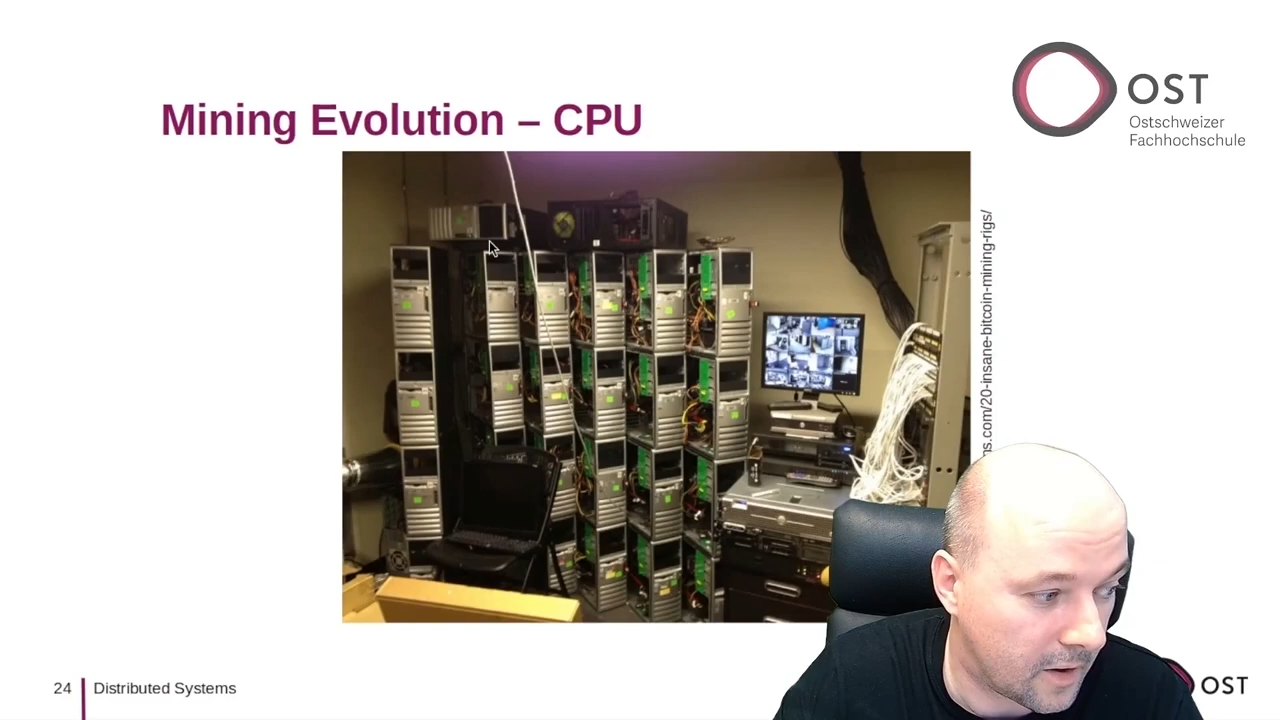 OST
Ostschweizer
Fachhochschule
Mining Evolution – CPU
ns.com/20-insane-bitcoin-mining-rigs/
24 Distributed Systems
OST